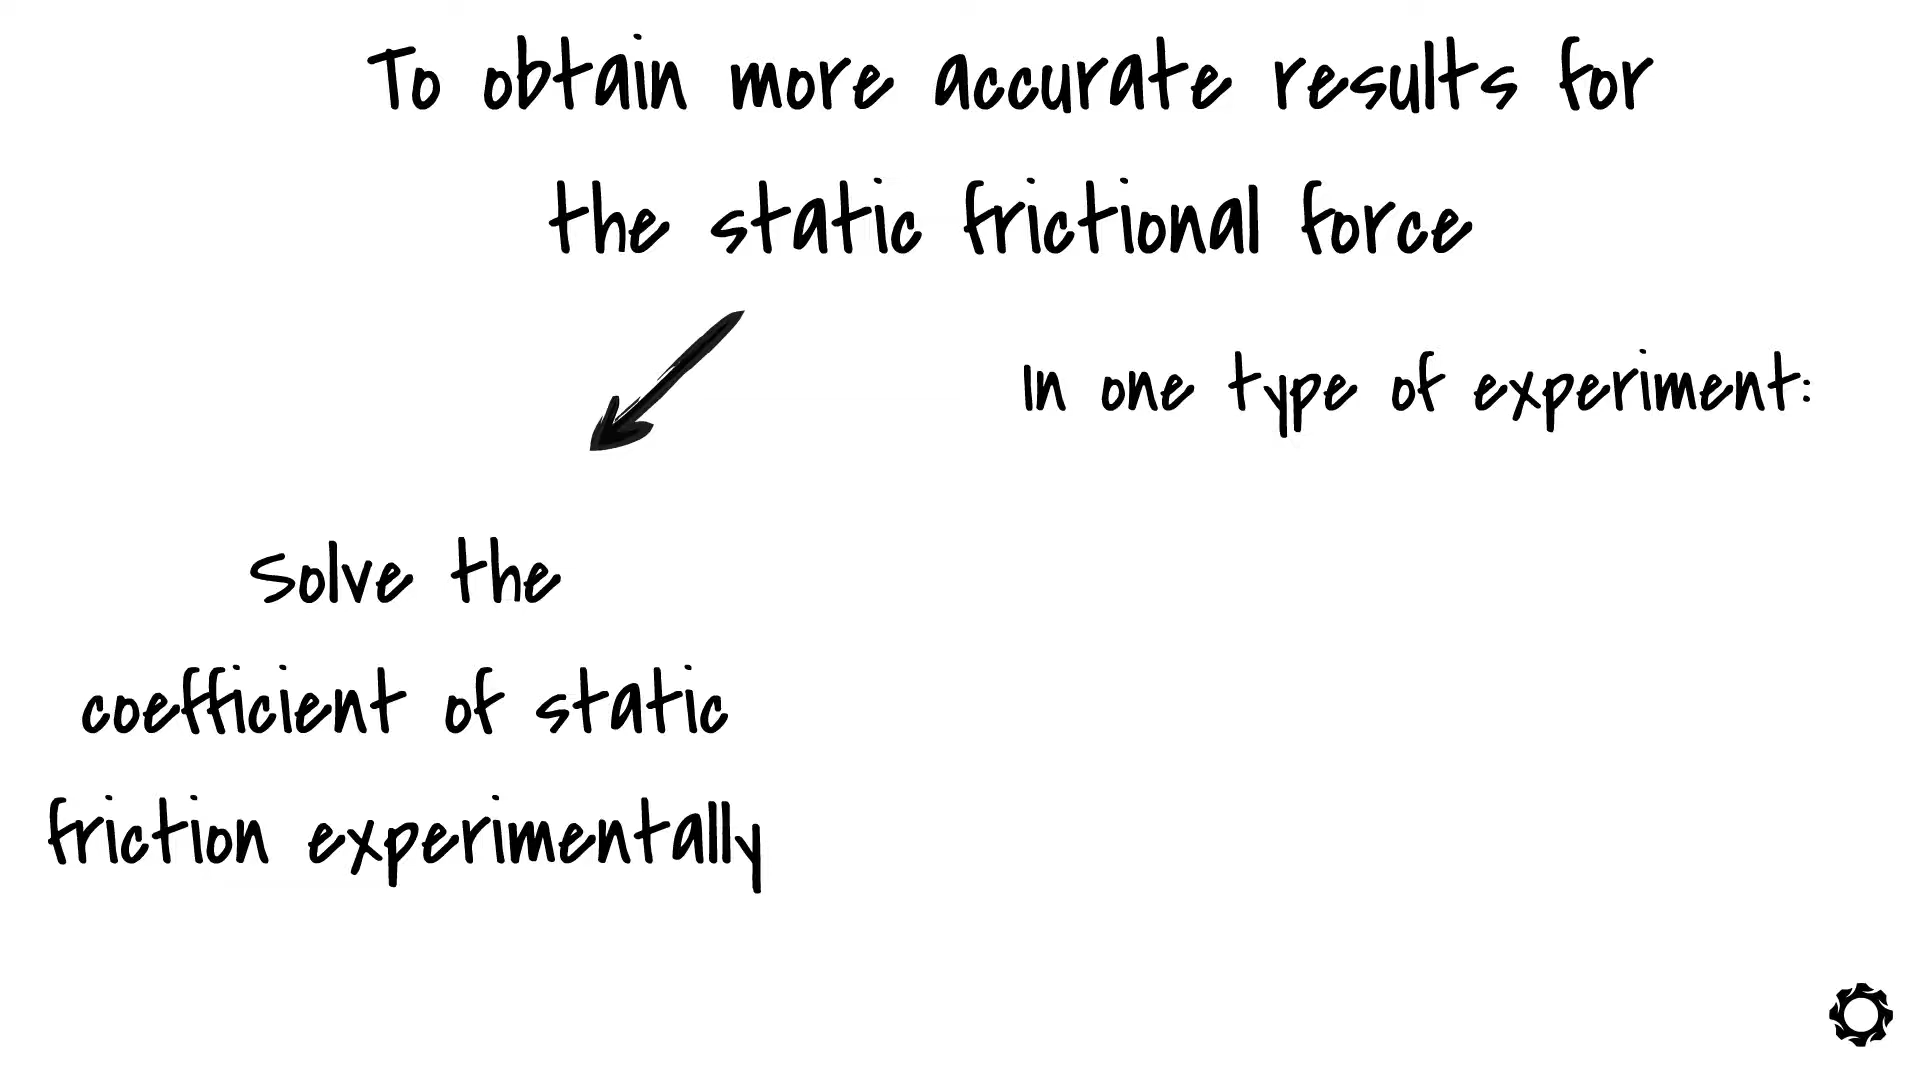 To obtain more accurate results for
the static frictional force
In one type of experiment:
Solve the
coefficient of static
friction experimentally